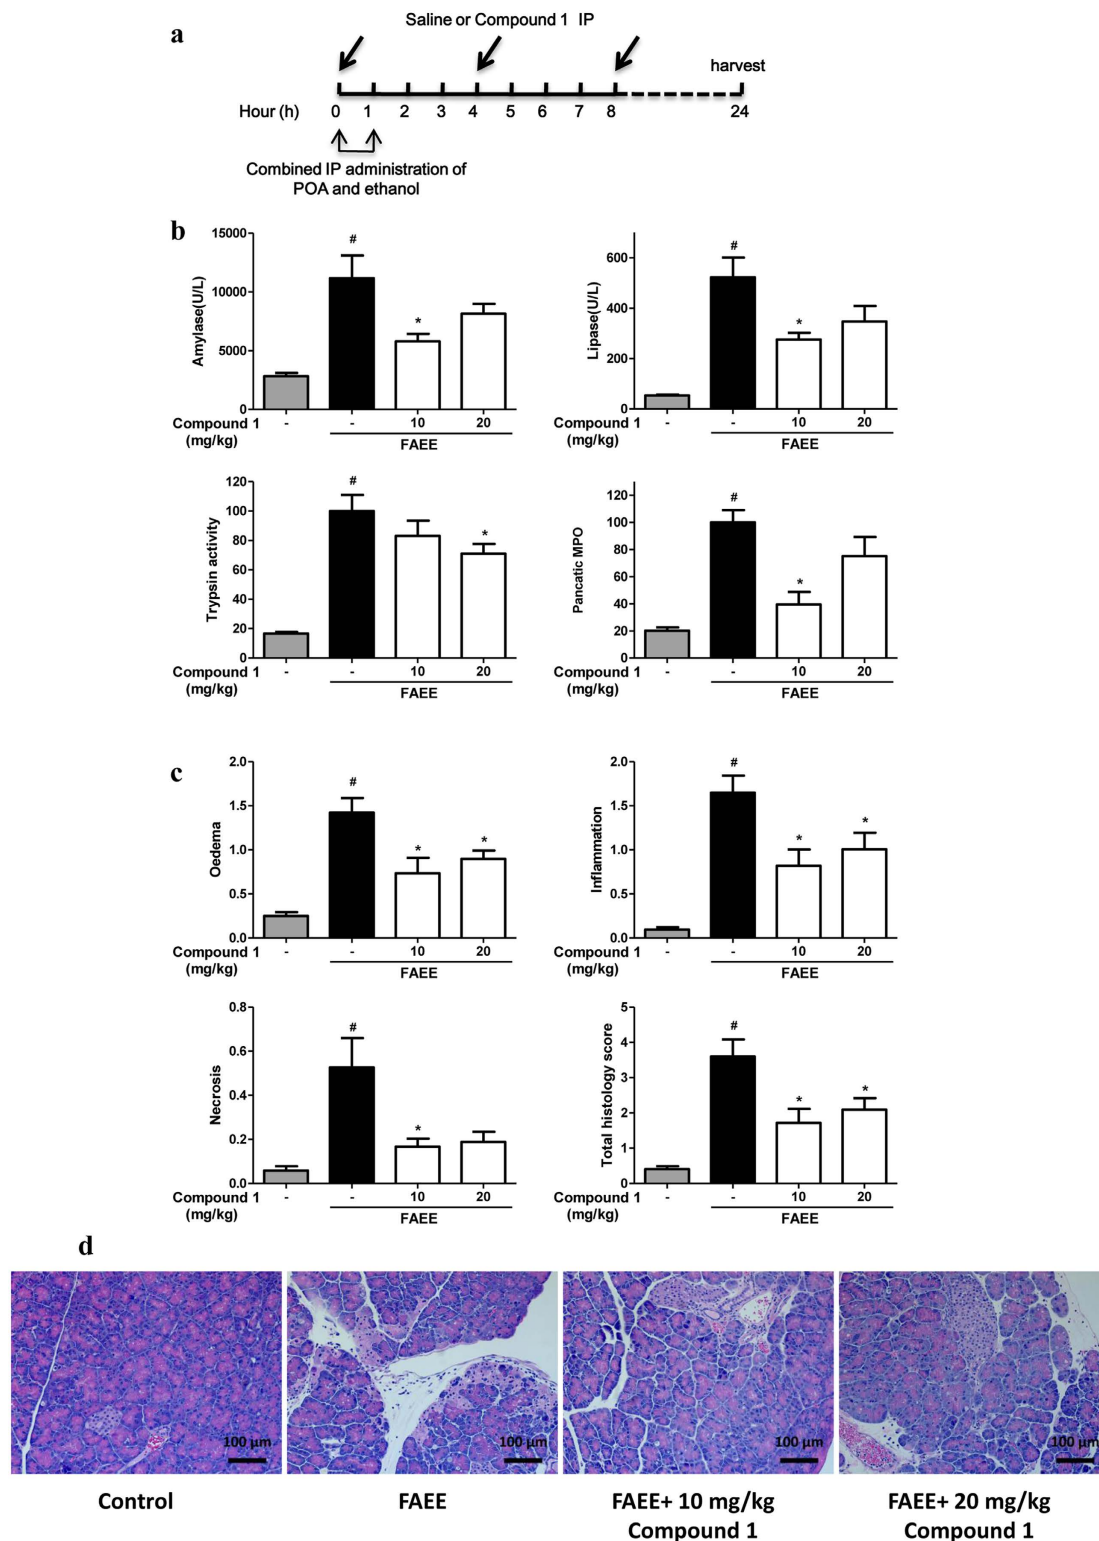 a
Saline or Compound 1 IP
harvest
Hour (h) 0 1 2 3 4 5 6 7 8 24
Combined IP administration of
POA and ethanol
b
Amylase(U/L)
15000
10000
5000
0
#
*
Compound 1
(mg/kg)
- - 10 20
FAEE
Lipase(U/L)
600
400
200
0
#
*
Compound 1
(mg/kg)
- - 10 20
FAEE
Trypsin activity
120
100
80
60
40
20
0
#
*
Compound 1
(mg/kg)
- - 10 20
FAEE
Pancatic MPO
120
100
80
60
40
20
0
#
*
Compound 1
(mg/kg)
- - 10 20
FAEE
c
Oedema
2.0
1.5
1.0
0.5
0.0
#
* *
Compound 1
(mg/kg)
- - 10 20
FAEE
Inflammation
2.0
1.5
1.0
0.5
0.0
#
* *
Compound 1
(mg/kg)
- - 10 20
FAEE
Necrosis
0.8
0.6
0.4
0.2
0.0
#
*
Compound 1
(mg/kg)
- - 10 20
FAEE
Total histology score
5
4
3
2
1
0
#
* *
Compound 1
(mg/kg)
- - 10 20
FAEE
d
100 µm
100 µm
100 µm
100 µm
Control
FAEE
FAEE+ 10 mg/kg
Compound 1
FAEE+ 20 mg/kg
Compound 1